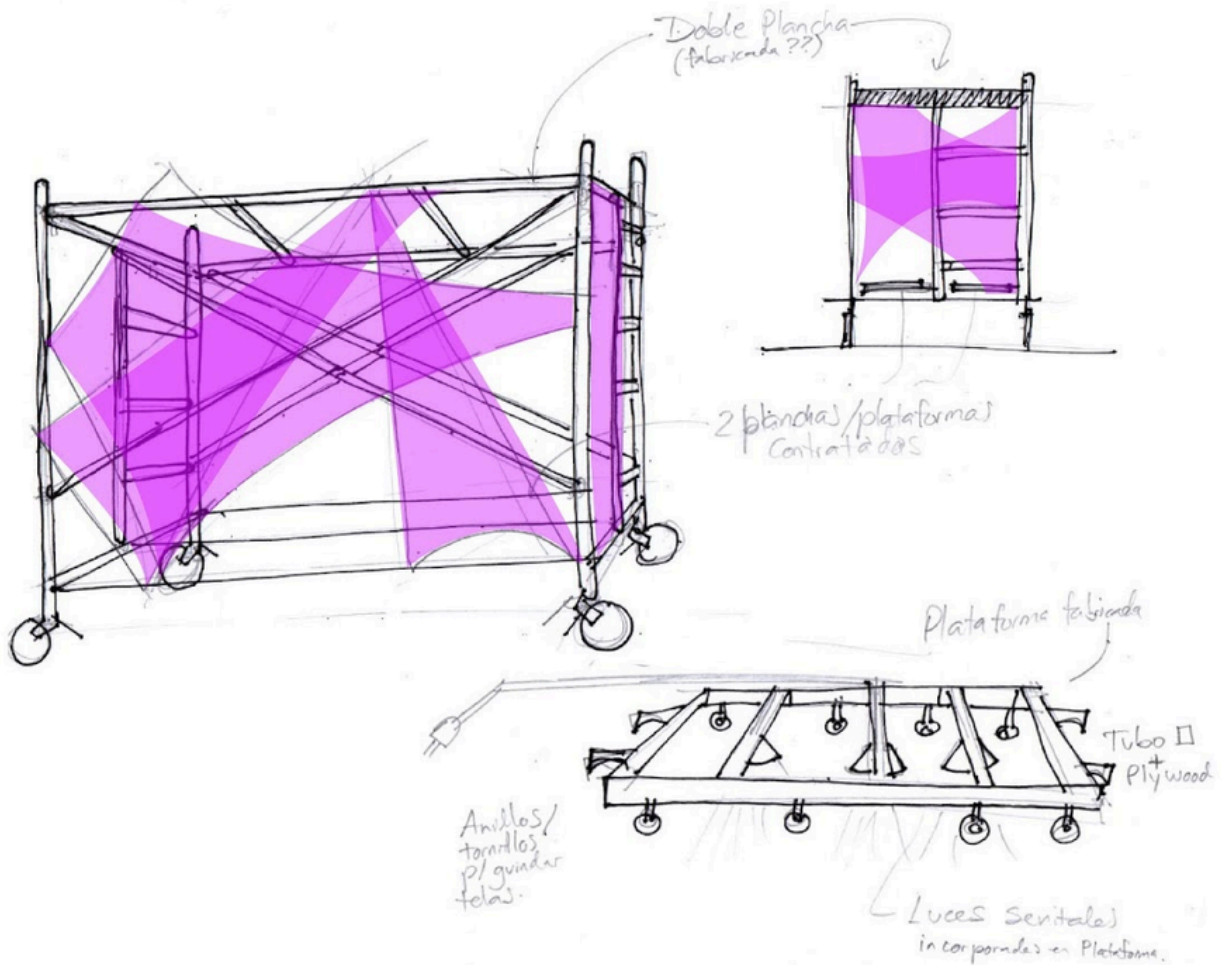 Doble Plancha
(fabricada ??)
2 planchas/plataformas
Contratadas
Plataforma fabricada
Tubo □
+
Plywood
Anillos/
tornillos
p/ guindar
telas.
Luces
incorporadas en Plataforma.